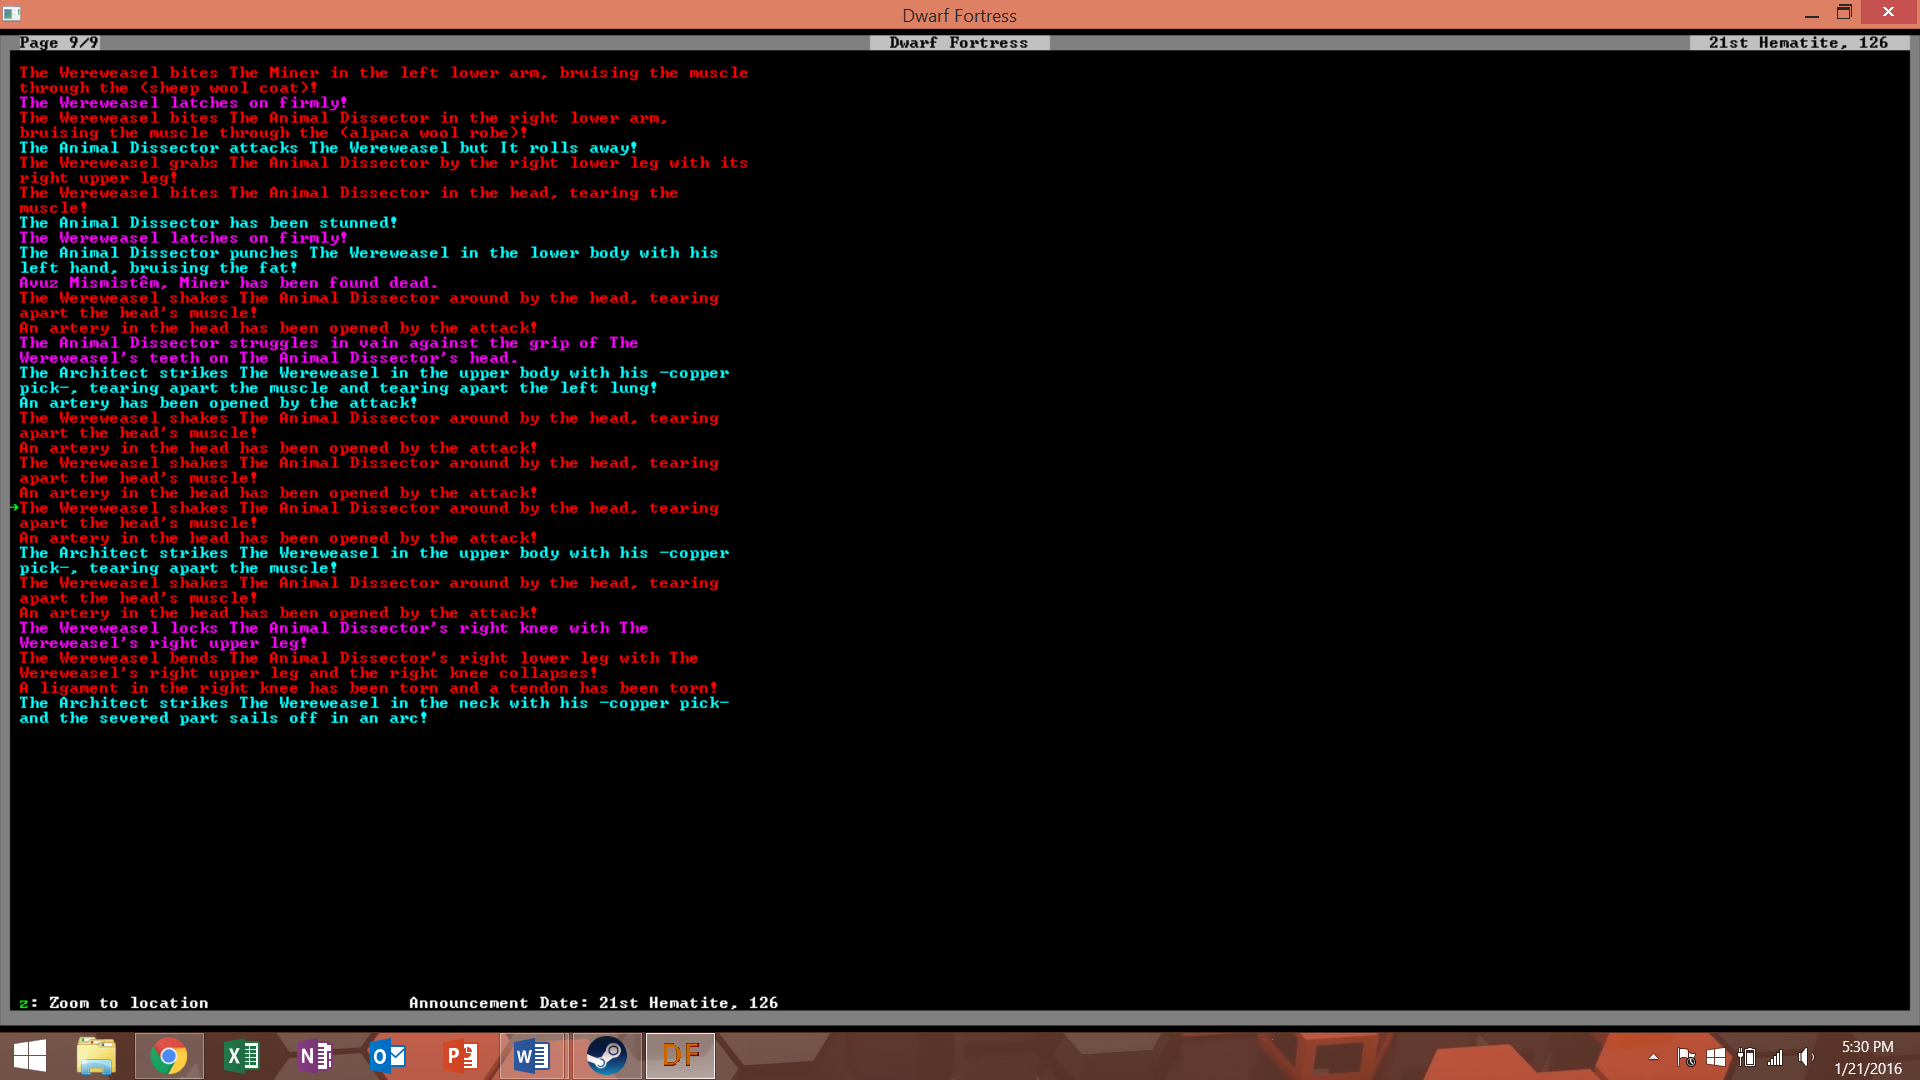 Dwarf Fortress
Page 9/9
Dwarf Fortress
21st Hematite, 126
The Wereweasel bites The Miner in the left lower arm, bruising the muscle
through the (sheep wool coat)!
The Wereweasel latches on firmly!
The Wereweasel bites The Animal Dissector in the right lower arm,
bruising the muscle through the (alpaca wool robe)!
The Animal Dissector attacks The Wereweasel but It rolls away!
The Wereweasel grabs The Animal Dissector by the right lower leg with its
right upper leg!
The Wereweasel bites The Animal Dissector in the head, tearing the
muscle!
The Animal Dissector has been stunned!
The Wereweasel latches on firmly!
The Animal Dissector punches The Wereweasel in the lower body with his
left hand, bruising the fat!
Avuz Mismistêm, Miner has been found dead.
The Wereweasel shakes The Animal Dissector around by the head, tearing
apart the head's muscle!
An artery in the head has been opened by the attack!
The Animal Dissector struggles in vain against the grip of The
Wereweasel's teeth on The Animal Dissector's head.
The Architect strikes The Wereweasel in the upper body with his -copper
pick-, tearing apart the muscle and tearing apart the left lung!
An artery has been opened by the attack!
The Wereweasel shakes The Animal Dissector around by the head, tearing
apart the head's muscle!
An artery in the head has been opened by the attack!
The Wereweasel shakes The Animal Dissector around by the head, tearing
apart the head's muscle!
An artery in the head has been opened by the attack!
→The Wereweasel shakes The Animal Dissector around by the head, tearing
apart the head's muscle!
An artery in the head has been opened by the attack!
The Architect strikes The Wereweasel in the upper body with his -copper
pick-, tearing apart the muscle!
The Wereweasel shakes The Animal Dissector around by the head, tearing
apart the head's muscle!
An artery in the head has been opened by the attack!
The Wereweasel locks The Animal Dissector's right knee with The
Wereweasel's right upper leg!
The Wereweasel bends The Animal Dissector's right lower leg with The
Wereweasel's right upper leg and the right knee collapses!
A ligament in the right knee has been torn and a tendon has been torn!
The Architect strikes The Wereweasel in the neck with his -copper pick-
and the severed part sails off in an arc!
z: Zoom to location
Announcement Date: 21st Hematite, 126
DF
5:30 PM
1/21/2016